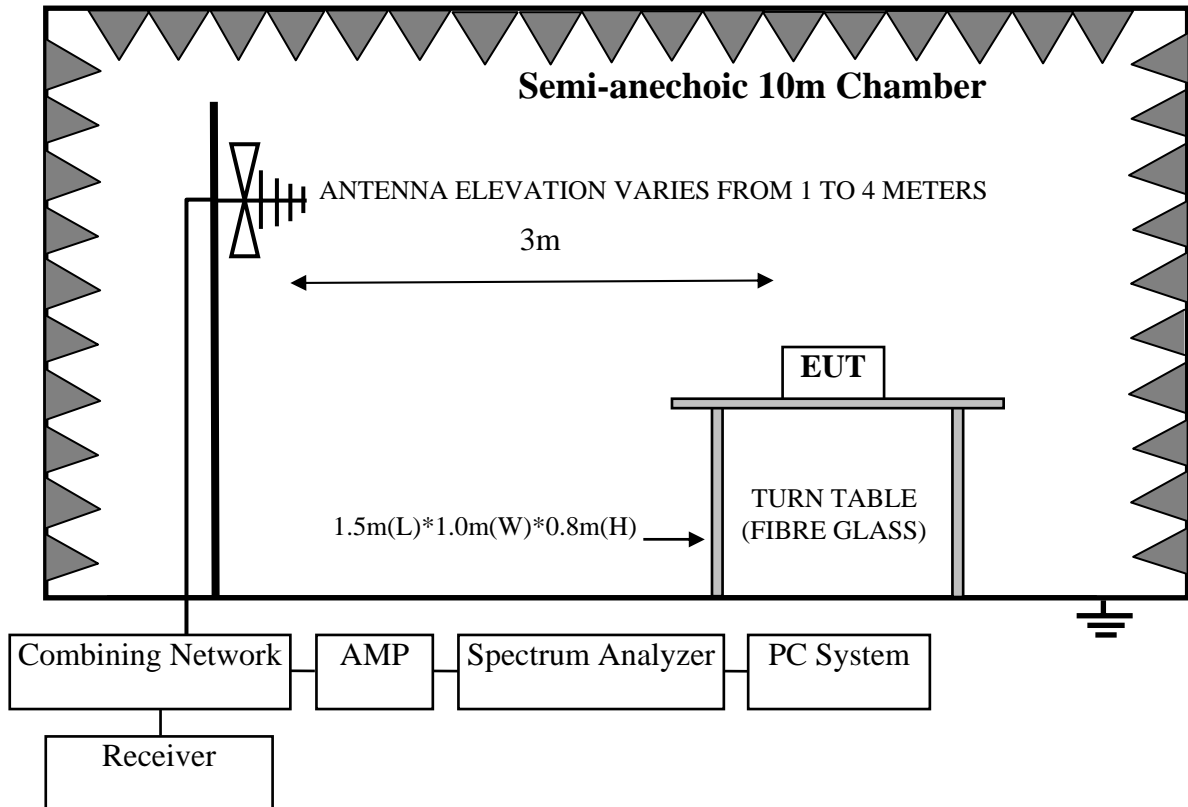 Semi-anechoic 10m Chamber
ANTENNA ELEVATION VARIES FROM 1 TO 4 METERS
3m
EUT
TURN TABLE
(FIBRE GLASS)
1.5m(L)*1.0m(W)*0.8m(H)
Combining Network
AMP
Spectrum Analyzer
PC System
Receiver